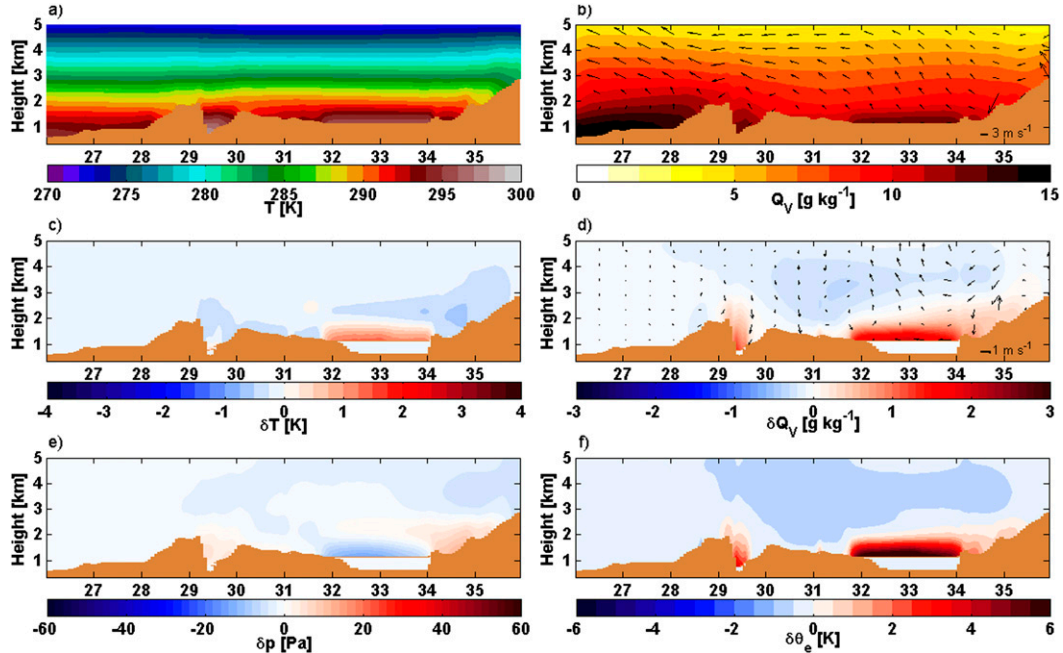 a)
Height [km]
5
4
3
2
1
27 28 29 30 31 32 33 34 35
270 275 280 285 290 295 300
T [K]
b)
Height [km]
5
4
3
2
1
3 m s⁻¹
27 28 29 30 31 32 33 34 35
0 5 10 15
Q_V [g kg⁻¹]
c)
Height [km]
5
4
3
2
1
27 28 29 30 31 32 33 34 35
-4 -3 -2 -1 0 1 2 3 4
δT [K]
d)
Height [km]
5
4
3
2
1
1 m s⁻¹
27 28 29 30 31 32 33 34 35
-3 -2 -1 0 1 2 3
δQ_V [g kg⁻¹]
e)
Height [km]
5
4
3
2
1
27 28 29 30 31 32 33 34 35
-60 -40 -20 0 20 40 60
δp [Pa]
f)
Height [km]
5
4
3
2
1
27 28 29 30 31 32 33 34 35
-6 -4 -2 0 2 4 6
δθ_e [K]